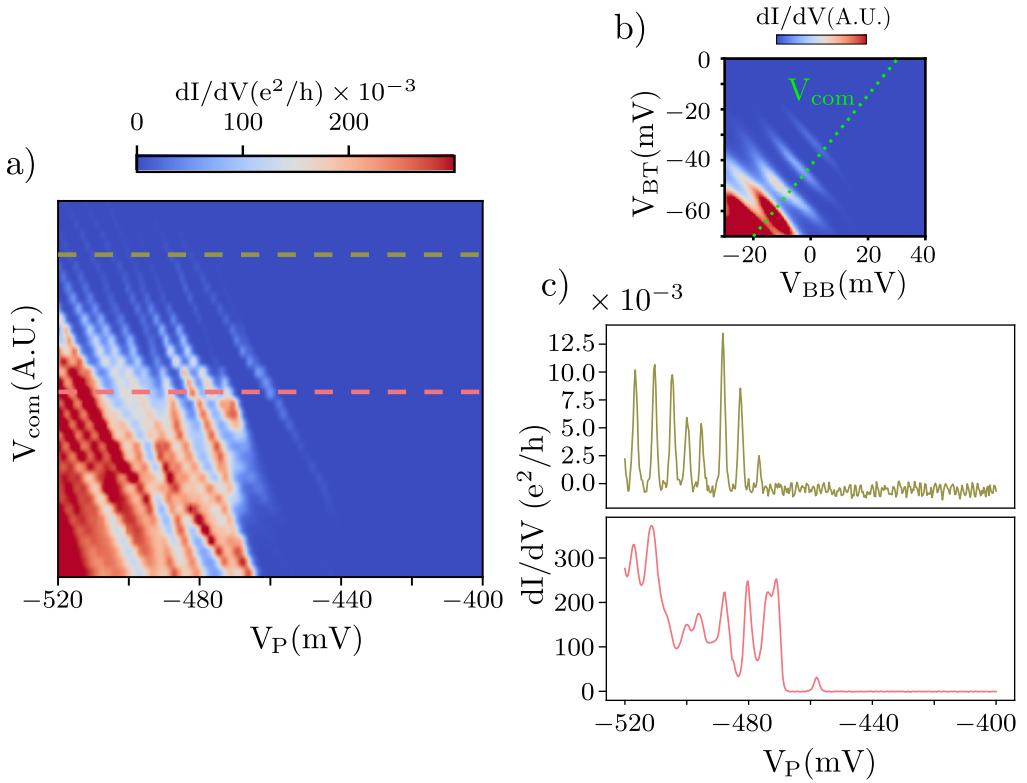 a)
dI/dV(e²/h) × 10⁻³
0 100 200
V_com(A.U.)
−520 −480 −440 −400
V_P(mV)
b)
dI/dV(A.U.)
V_com
0
−20
−40
−60
V_BT(mV)
−20 0 20 40
V_BB(mV)
c)
× 10⁻³
12.5
10.0
7.5
5.0
2.5
0.0
dI/dV (e²/h)
300
200
100
0
−520 −480 −440 −400
V_P(mV)